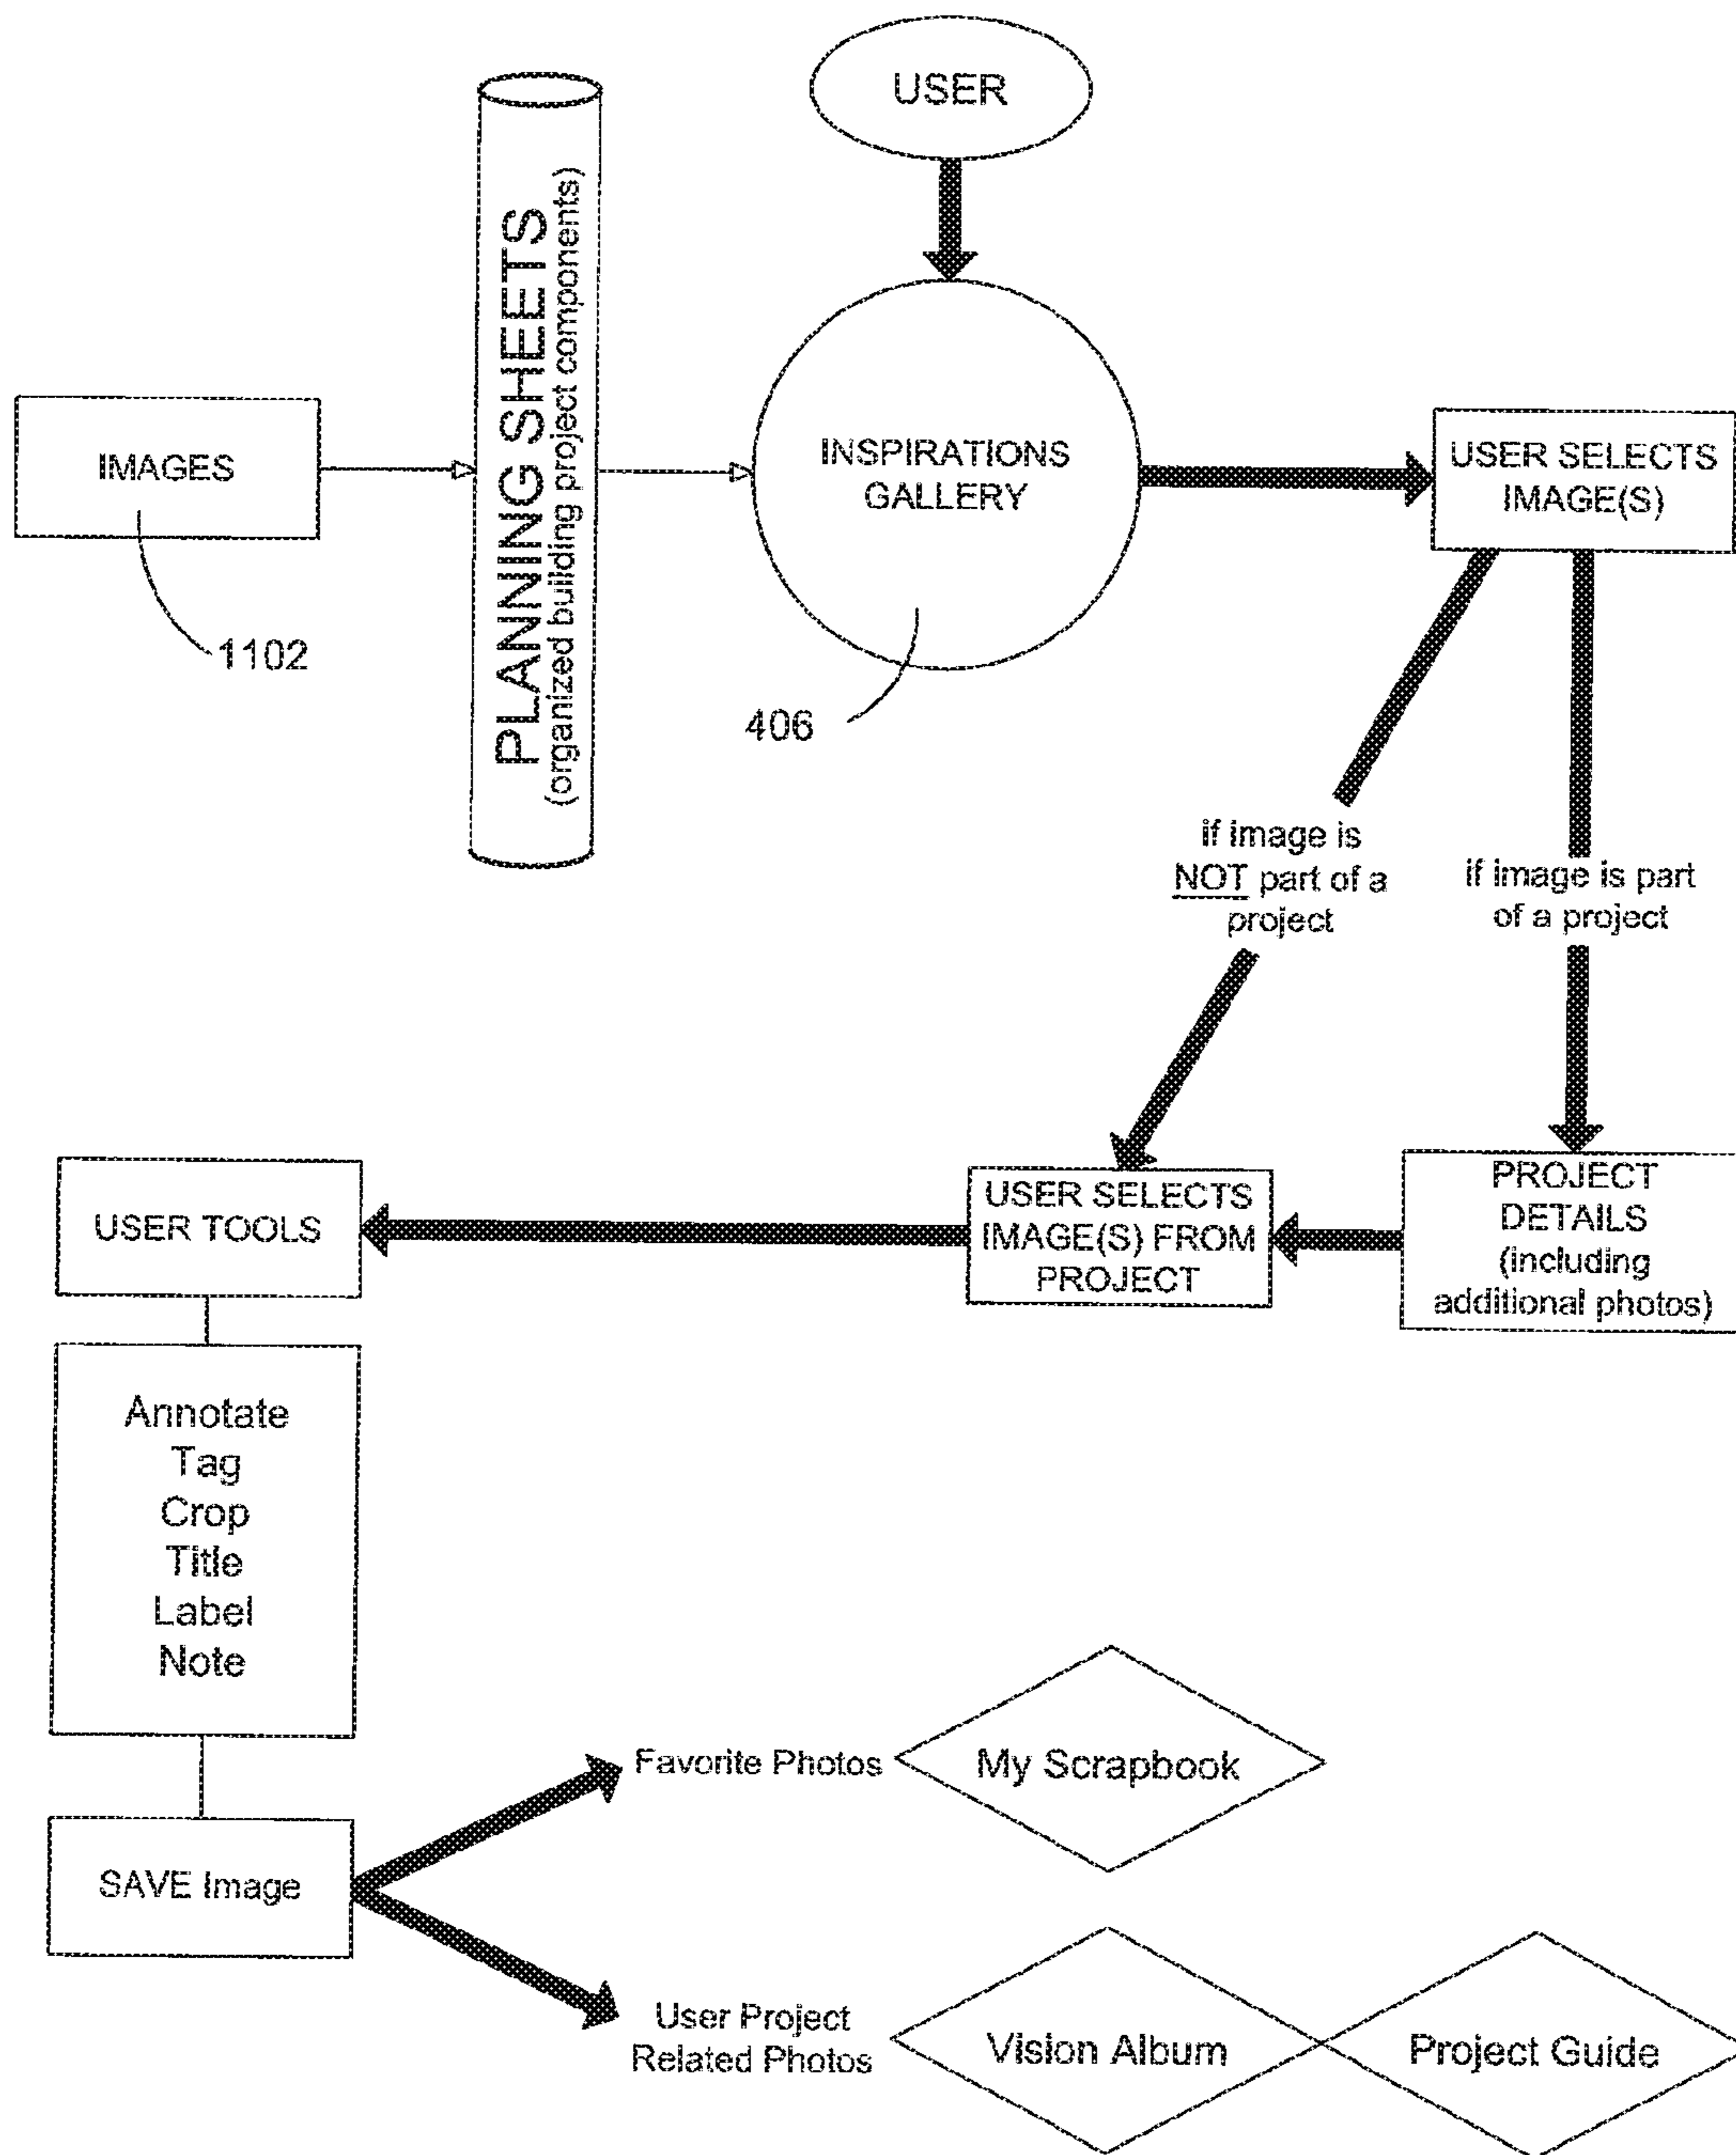 USER
PLANNING SHEETS
(organized building project components)
IMAGES
1102
INSPIRATIONS
GALLERY
406
USER SELECTS
IMAGE(S)
if image is
NOT part of a
project
if image is part
of a project
USER TOOLS
USER SELECTS
IMAGE(S) FROM
PROJECT
PROJECT
DETAILS
(including
additional photos)
Annotate
Tag
Crop
Title
Label
Note
SAVE Image
Favorite Photos
My Scrapbook
User Project
Related Photos
Vision Album
Project Guide